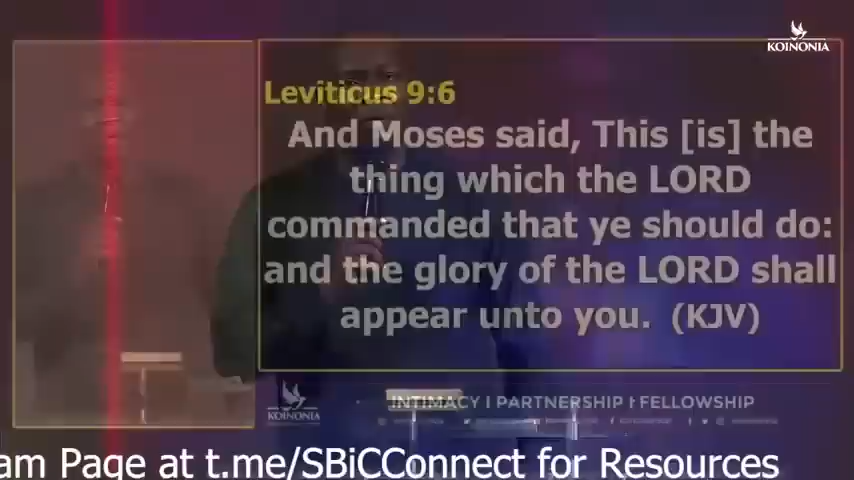 KOINONIA
Leviticus 9:6
And Moses said, This [is] the
thing which the LORD
commanded that ye should do:
and the glory of the LORD shall
appear unto you. (KJV)
KOINONIA
INTIMACY I PARTNERSHIP I FELLOWSHIP
am Page at t.me/SBiCConnect for Resources